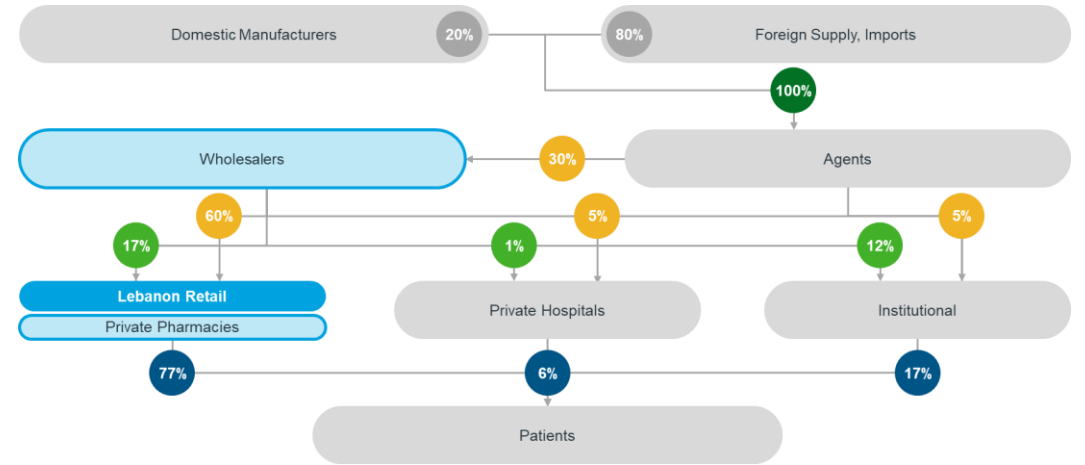 Domestic Manufacturers
20%
80%
Foreign Supply, Imports
100%
Wholesalers
30%
Agents
60%
5%
5%
17%
1%
12%
Lebanon Retail
Private Pharmacies
Private Hospitals
Institutional
77%
6%
17%
Patients